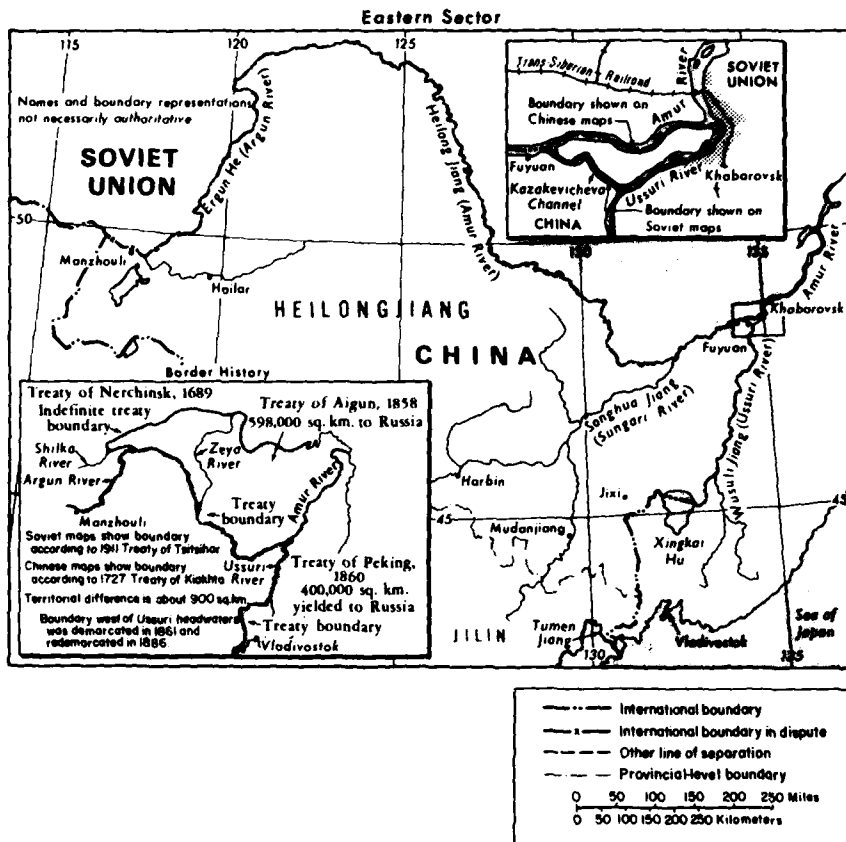 Eastern Sector
115
120
125
Names and boundary representations
not necessarily authoritative
SOVIET
UNION
Ergun He (Argun River)
Heilong Jiang (Amur River)
50
Manzhouli
Hailar
HEILONGJIANG
CHINA
Trans-Siberian-Railroad
River
SOVIET
UNION
Boundary shown on
Chinese maps
Amur
Fuyuan
Kazakevicheva
Channel
Ussuri River
Khabarovsk
CHINA
Boundary shown on
Soviet maps
130
135
Amur River
Khabarovsk
Fuyuan
Songhua Jiang
(Sungari River)
Wusuli Jiang (Ussuri River)
Harbin
Jixi
45
45
Mudanjiang
Xingkai
Hu
JILIN
Tumen
Jiang
Vladivostok
Sea of
Japan
130
135
Border History
Treaty of Nerchinsk, 1689
Indefinite treaty
boundary
Treaty of Aigun, 1858
598,000 sq. km. to Russia
Shilka
River
Zeya
River
Argun River
Amur River
Treaty
boundary
Manzhouli
Soviet maps show boundary
according to 1911 Treaty of Tsitsihar
Chinese maps show boundary
according to 1727 Treaty of Kiakhta
Territorial difference is about 900 sq. km.
Ussuri
River
Treaty of Peking,
1860
400,000 sq. km.
yielded to Russia
Boundary west of Ussuri headwaters
was demarcated in 1861 and
redemarcated in 1886.
Treaty boundary
Vladivostok
International boundary
International boundary in dispute
Other line of separation
Provincial-level boundary
0 50 100 150 200 250 Miles
0 50 100 150 200 250 Kilometers